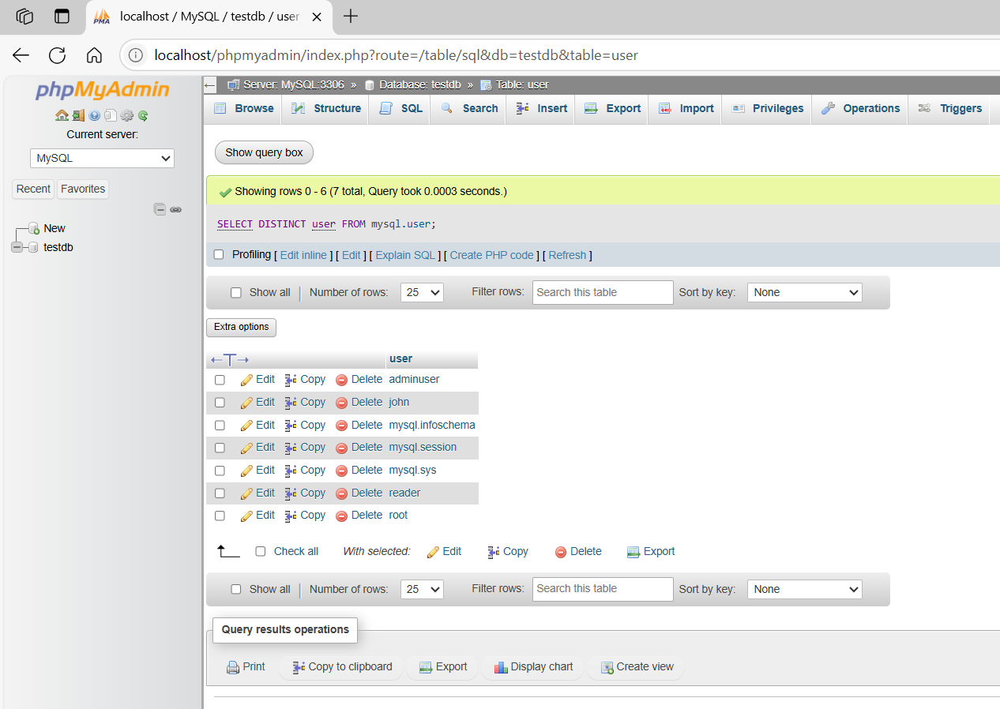 localhost / MySQL / testdb / user
localhost/phpmyadmin/index.php?route=/table/sql&db=testdb&table=user
phpMyAdmin
Current server:
MySQL
Recent Favorites
New
testdb
Server: MySQL:3306 » Database: testdb » Table: user
Browse Structure SQL Search Insert Export Import Privileges Operations Triggers
Show query box
Showing rows 0 - 6 (7 total, Query took 0.0003 seconds.)
SELECT DISTINCT user FROM mysql.user;
Profiling [ Edit inline ] [ Edit ] [ Explain SQL ] [ Create PHP code ] [ Refresh ]
Show all | Number of rows: 25 Filter rows: Search this table Sort by key: None
Extra options
←T→ user
Edit Copy Delete adminuser
Edit Copy Delete john
Edit Copy Delete mysql.infoschema
Edit Copy Delete mysql.session
Edit Copy Delete mysql.sys
Edit Copy Delete reader
Edit Copy Delete root
Check all With selected: Edit Copy Delete Export
Show all | Number of rows: 25 Filter rows: Search this table Sort by key: None
Query results operations
Print Copy to clipboard Export Display chart Create view